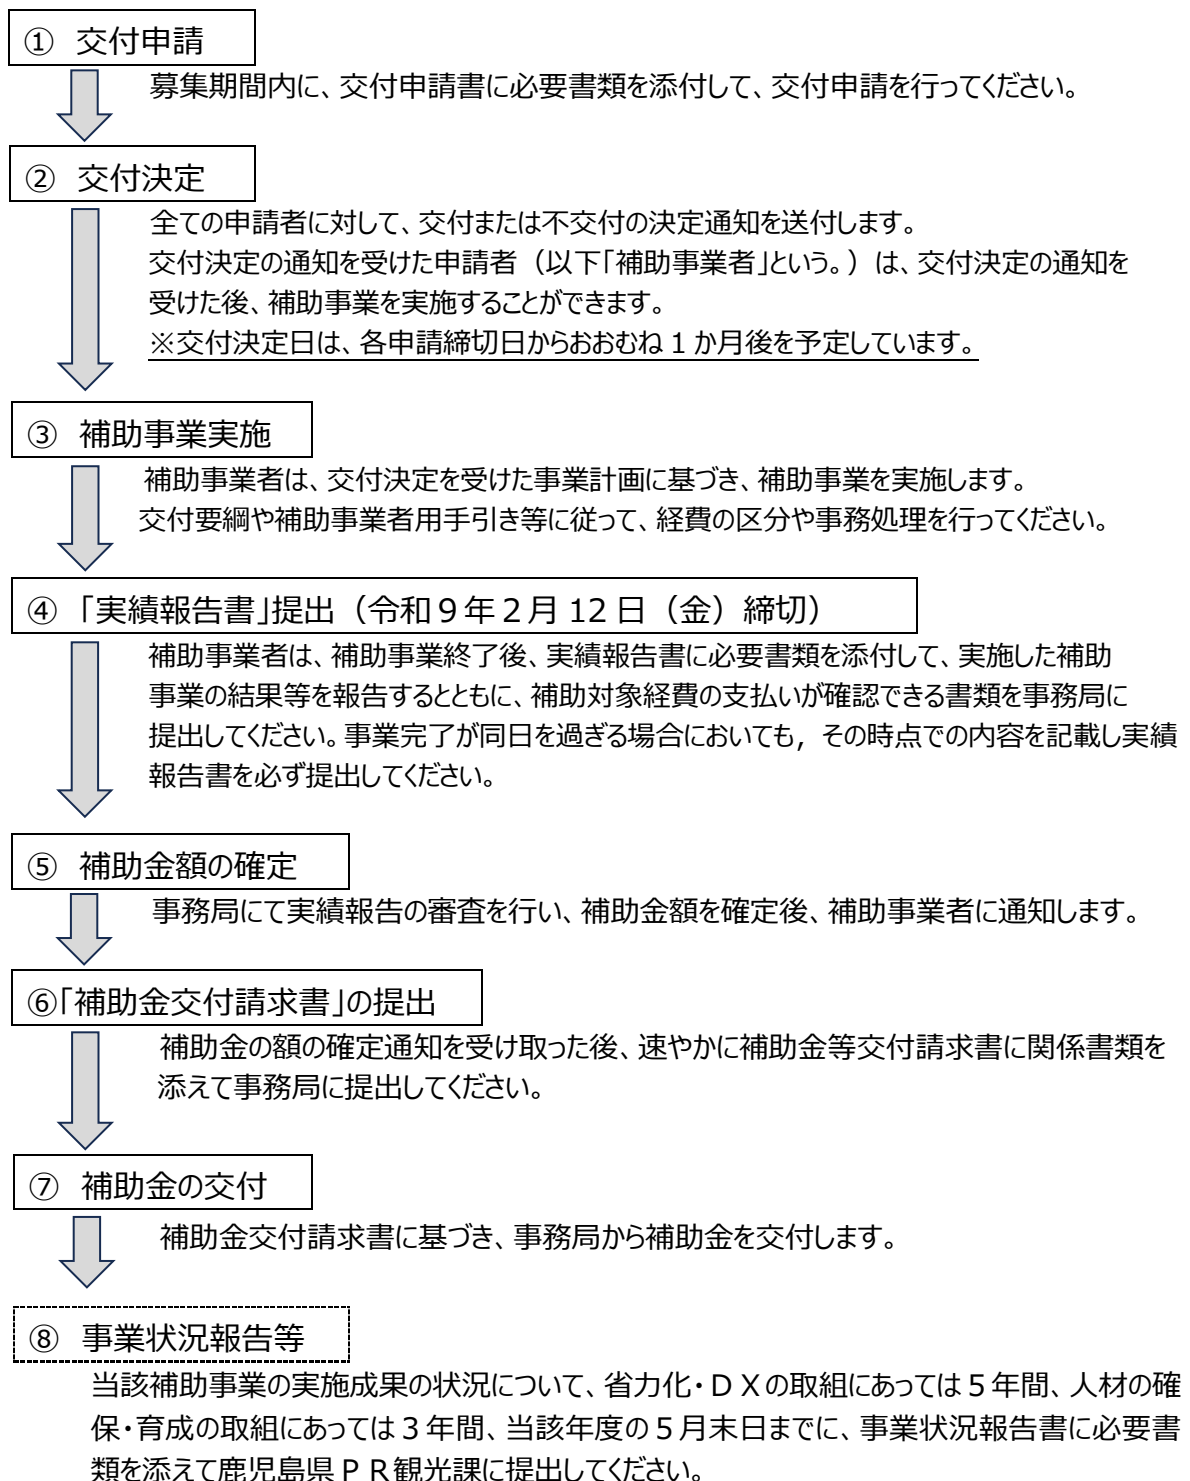 ① 交付申請
募集期間内に、交付申請書に必要書類を添付して、交付申請を行ってください。
② 交付決定
全ての申請者に対して、交付または不交付の決定通知を送付します。
交付決定の通知を受けた申請者（以下「補助事業者」という。）は、交付決定の通知を
受けた後、補助事業を実施することができます。
※交付決定日は、各申請締切日からおおむね１か月後を予定しています。
③ 補助事業実施
補助事業者は、交付決定を受けた事業計画に基づき、補助事業を実施します。
交付要綱や補助事業者用手引き等に従って、経費の区分や事務処理を行ってください。
④ 「実績報告書」提出（令和９年２月 12 日（金）締切）
補助事業者は、補助事業終了後、実績報告書に必要書類を添付して、実施した補助
事業の結果等を報告するとともに、補助対象経費の支払いが確認できる書類を事務局に
提出してください。事業完了が同日を過ぎる場合においても，その時点での内容を記載し実績
報告書を必ず提出してください。
⑤ 補助金額の確定
事務局にて実績報告の審査を行い、補助金額を確定後、補助事業者に通知します。
⑥「補助金交付請求書」の提出
補助金の額の確定通知を受け取った後、速やかに補助金等交付請求書に関係書類を
添えて事務局に提出してください。
⑦ 補助金の交付
補助金交付請求書に基づき、事務局から補助金を交付します。
⑧ 事業状況報告等
当該補助事業の実施成果の状況について、省力化・ＤＸの取組にあっては５年間、人材の確
保・育成の取組にあっては３年間、当該年度の５月末日までに、事業状況報告書に必要書
類を添えて鹿児島県ＰＲ観光課に提出してください。